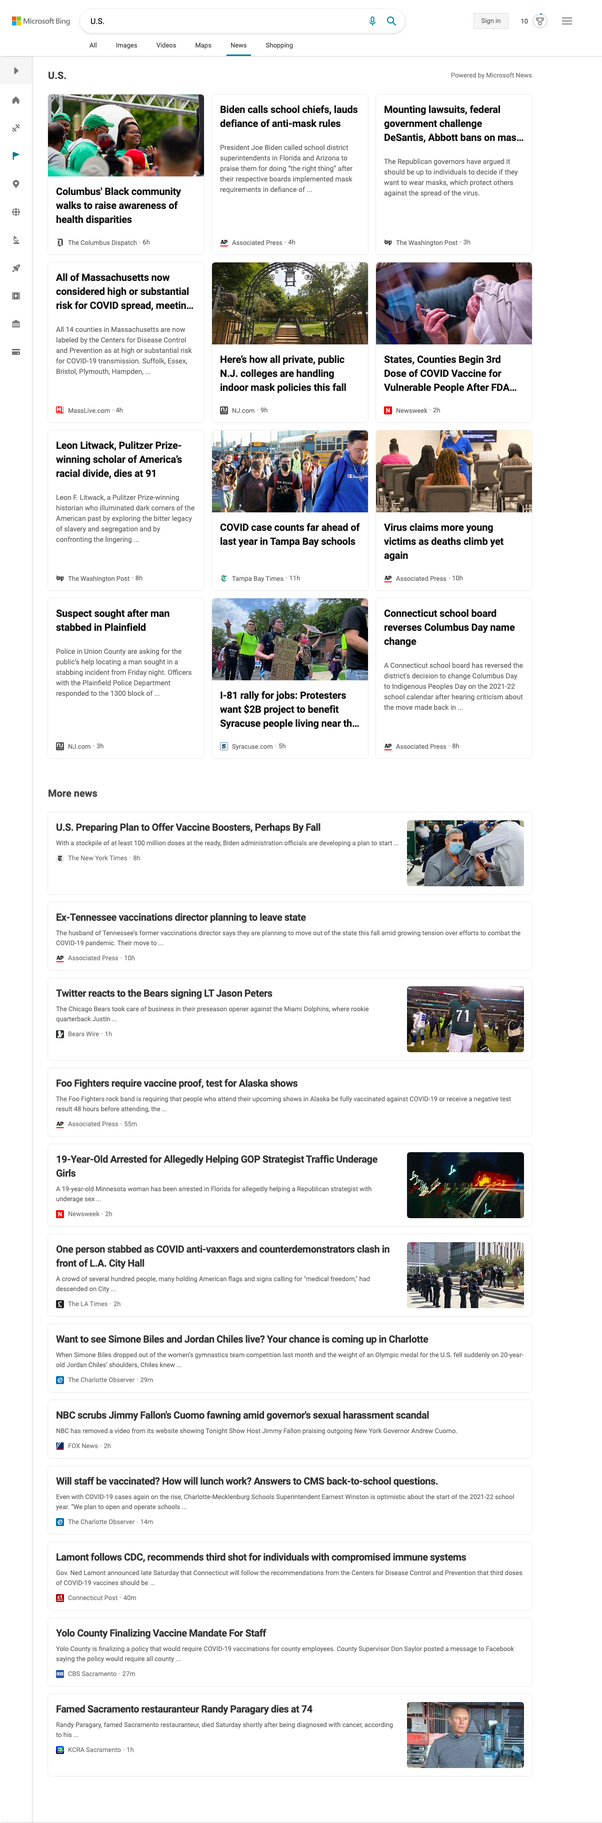 Microsoft Bing
U.S.
Sign in
10
All
Images
Videos
Maps
News
Shopping
U.S.
Powered by Microsoft News
Columbus' Black community
walks to raise awareness of
health disparities
The Columbus Dispatch · 6h
Biden calls school chiefs, lauds
defiance of anti-mask rules
President Joe Biden called school district
superintendents in Florida and Arizona to
praise them for doing "the right thing" after
their respective boards implemented mask
requirements in defiance of ...
AP Associated Press · 4h
Mounting lawsuits, federal
government challenge
DeSantis, Abbott bans on mas...
The Republican governors have argued it
should be up to individuals to decide if they
want to wear masks, which protect others
against the spread of the virus.
wp The Washington Post · 3h
All of Massachusetts now
considered high or substantial
risk for COVID spread, meetin...
All 14 counties in Massachusetts are now
labeled by the Centers for Disease Control
and Prevention as at high or substantial risk
for COVID-19 transmission. Suffolk, Essex,
Bristol, Plymouth, Hampden, ...
MassLive.com · 4h
Here's how all private, public
N.J. colleges are handling
indoor mask policies this fall
NJ.com · 9h
States, Counties Begin 3rd
Dose of COVID Vaccine for
Vulnerable People After FDA...
N Newsweek · 2h
Leon Litwack, Pulitzer Prize-
winning scholar of America's
racial divide, dies at 91
Leon F. Litwack, a Pulitzer Prize-winning
historian who illuminated dark corners of the
American past by exploring the bitter legacy
of slavery and segregation and by
confronting the lingering ...
wp The Washington Post · 8h
COVID case counts far ahead of
last year in Tampa Bay schools
Tampa Bay Times · 11h
Virus claims more young
victims as deaths climb yet
again
AP Associated Press · 10h
Suspect sought after man
stabbed in Plainfield
Police in Union County are asking for the
public's help locating a man sought in a
stabbing incident from Friday night. Officers
with the Plainfield Police Department
responded to the 1300 block of ...
NJ.com · 3h
I-81 rally for jobs: Protesters
want $2B project to benefit
Syracuse people living near th...
Syracuse.com · 5h
Connecticut school board
reverses Columbus Day name
change
A Connecticut school board has reversed the
district's decision to change Columbus Day
to Indigenous Peoples Day on the 2021-22
school calendar after hearing criticism about
the move made back in ...
AP Associated Press · 8h
More news
U.S. Preparing Plan to Offer Vaccine Boosters, Perhaps By Fall
With a stockpile of at least 100 million doses at the ready, Biden administration officials are developing a plan to start ...
The New York Times · 8h
Ex-Tennessee vaccinations director planning to leave state
The husband of Tennessee's former vaccinations director says they are planning to move out of the state this fall amid growing tension over efforts to combat the
COVID-19 pandemic. Their move to ...
AP Associated Press · 10h
Twitter reacts to the Bears signing LT Jason Peters
The Chicago Bears took care of business in their preseason opener against the Miami Dolphins, where rookie
quarterback Justin ...
Bears Wire · 1h
71
Foo Fighters require vaccine proof, test for Alaska shows
The Foo Fighters rock band is requiring that people who attend their upcoming shows in Alaska be fully vaccinated against COVID-19 or receive a negative test
result 48 hours before attending, the ...
AP Associated Press · 55m
19-Year-Old Arrested for Allegedly Helping GOP Strategist Traffic Underage
Girls
A 19-year-old Minnesota woman has been arrested in Florida for allegedly helping a Republican strategist with
underage sex ...
N Newsweek · 2h
One person stabbed as COVID anti-vaxxers and counterdemonstrators clash in
front of L.A. City Hall
A crowd of several hundred people, many holding American flags and signs calling for "medical freedom," had
descended on City ...
The LA Times · 2h
Want to see Simone Biles and Jordan Chiles live? Your chance is coming up in Charlotte
When Simone Biles dropped out of the women's gymnastics team competition last month and the weight of an Olympic medal for the U.S. fell suddenly on 20-year-
old Jordan Chiles' shoulders, Chiles knew ...
The Charlotte Observer · 29m
NBC scrubs Jimmy Fallon's Cuomo fawning amid governor's sexual harassment scandal
NBC has removed a video from its website showing Tonight Show Host Jimmy Fallon praising outgoing New York Governor Andrew Cuomo.
FOX News · 2h
Will staff be vaccinated? How will lunch work? Answers to CMS back-to-school questions.
Even with COVID-19 cases again on the rise, Charlotte-Mecklenburg Schools Superintendent Earnest Winston is optimistic about the start of the 2021-22 school
year. "We plan to open and operate schools ...
The Charlotte Observer · 14m
Lamont follows CDC, recommends third shot for individuals with compromised immune systems
Gov. Ned Lamont announced late Saturday that Connecticut will follow the recommendations from the Centers for Disease Control and Prevention that third doses
of COVID-19 vaccines should be ...
Connecticut Post · 40m
Yolo County Finalizing Vaccine Mandate For Staff
Yolo County is finalizing a policy that would require COVID-19 vaccinations for county employees. County Supervisor Don Saylor posted a message to Facebook
saying the policy would require all county ...
CBS Sacramento · 27m
Famed Sacramento restauranteur Randy Paragary dies at 74
Randy Paragary, famed Sacramento restauranteur, died Saturday shortly after being diagnosed with cancer, according
to his ...
KCRA Sacramento · 1h